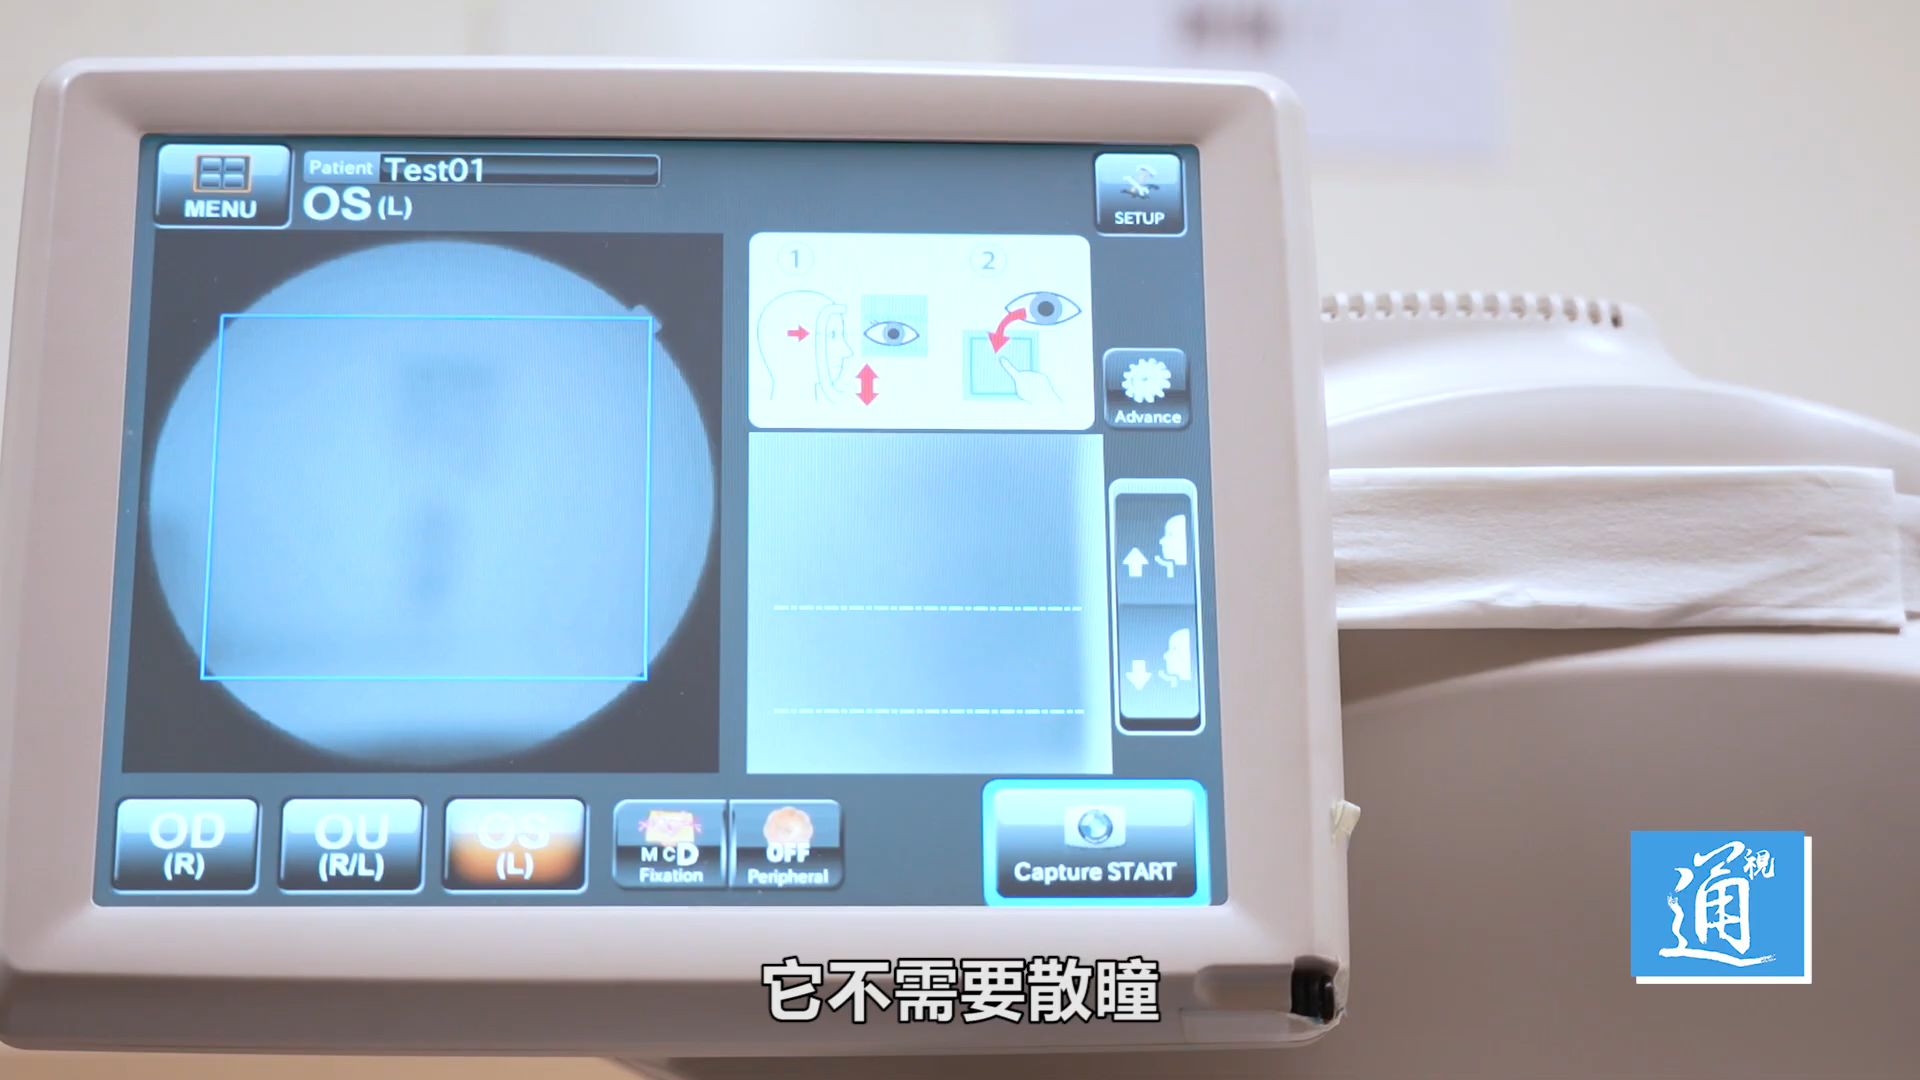 Patient Test01
MENU
OS (L)
SETUP
1
2
Advance
OD
(R)
OU
(R/L)
OS
(L)
M C D
Fixation
OFF
Peripheral
Capture START
視
通
它不需要散瞳